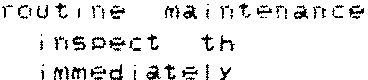 routine maintenance
inspect th
immediately